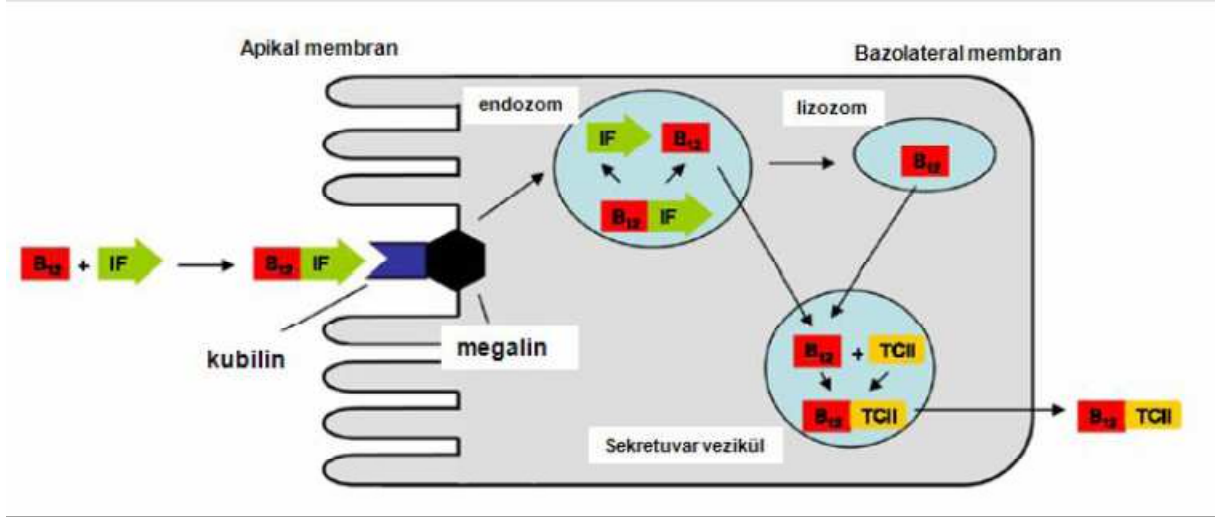 Apikal membran
Bazolateral membran
endozom
lizozom
IF B12
B12
B12 IF
B12 + IF
B12 IF
kubilin
megalin
B12 + TCII
B12 TCII
B12 TCII
Sekretuvar vezikül